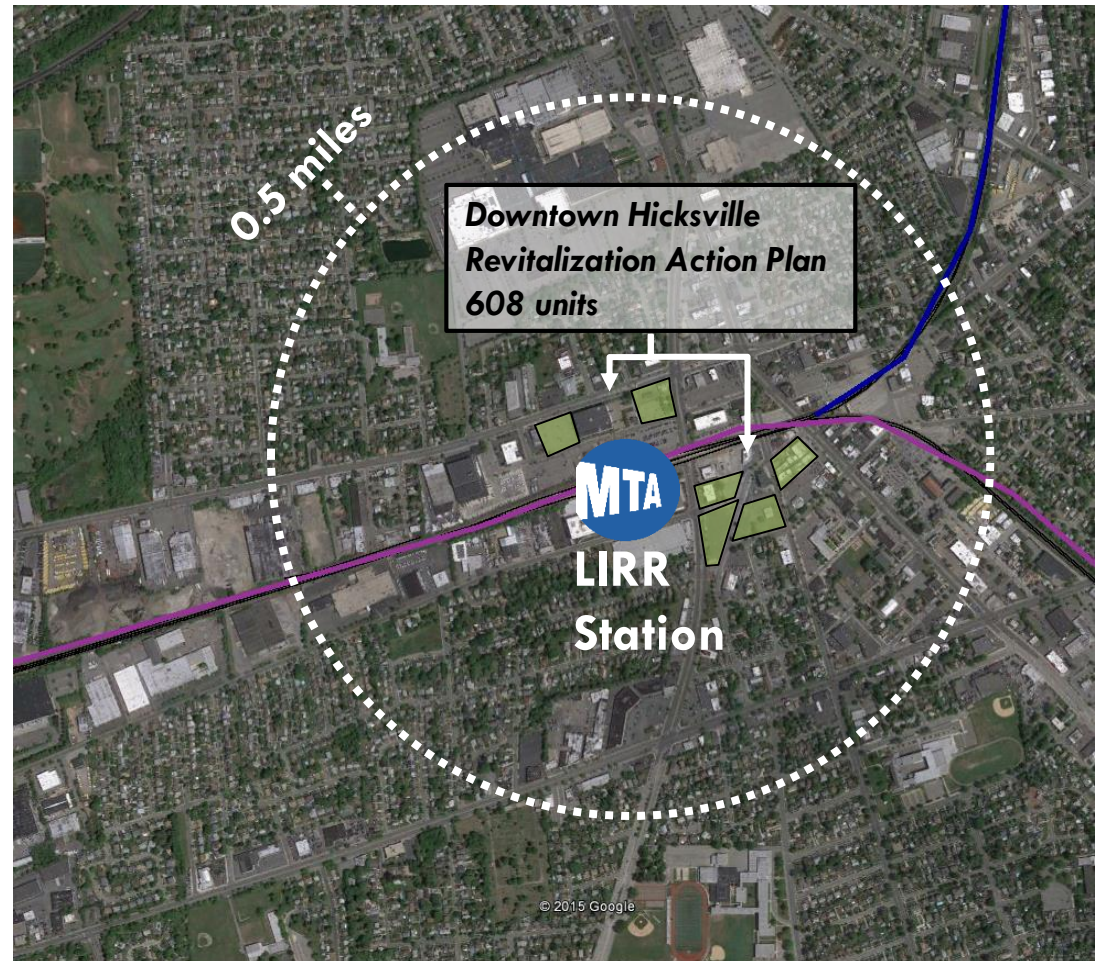 0.5 miles
Downtown Hicksville
Revitalization Action Plan
608 units
MTA
LIRR
Station
© 2015 Google